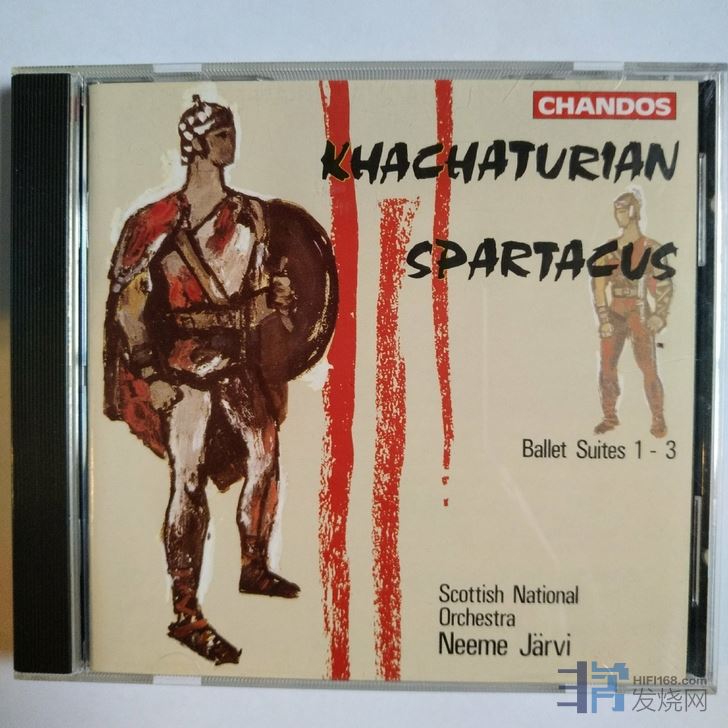 CHANDOS
KHACHATURIAN
SPARTACUS
Ballet Suites 1 - 3
Scottish National
Orchestra
Neeme Järvi
HIFI168.com
发烧网